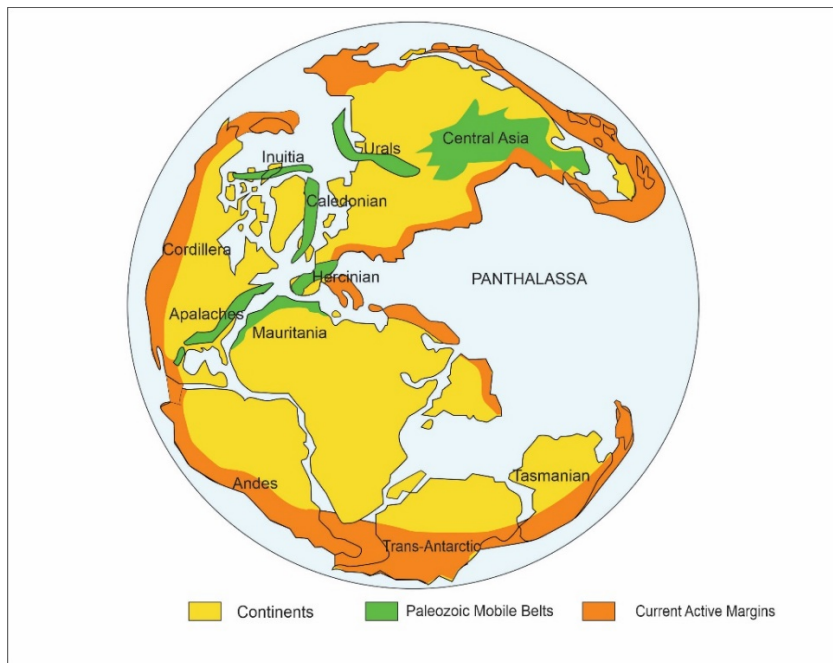 Central Asia
Urals
Inuitia
Caledonian
Cordillera
Hercinian
PANTHALASSA
Apalaches
Mauritania
Tasmanian
Andes
Trans-Antarctic
Continents
Paleozoic Mobile Belts
Current Active Margins